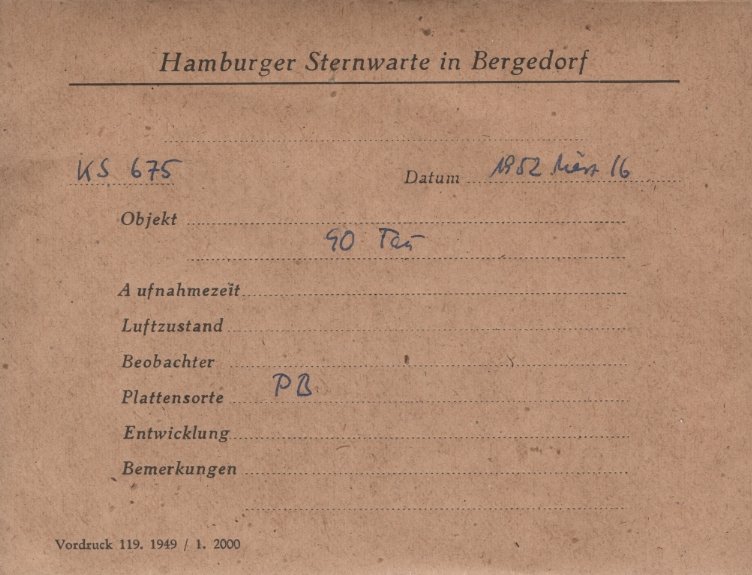 Hamburger Sternwarte in Bergedorf
KS 675 Datum 1952 März 16
Objekt
90 Tau
Aufnahmezeit
Luftzustand
Beobachter
Plattensorte PB
Entwicklung
Bemerkungen
Vordruck 119. 1949 / 1. 2000